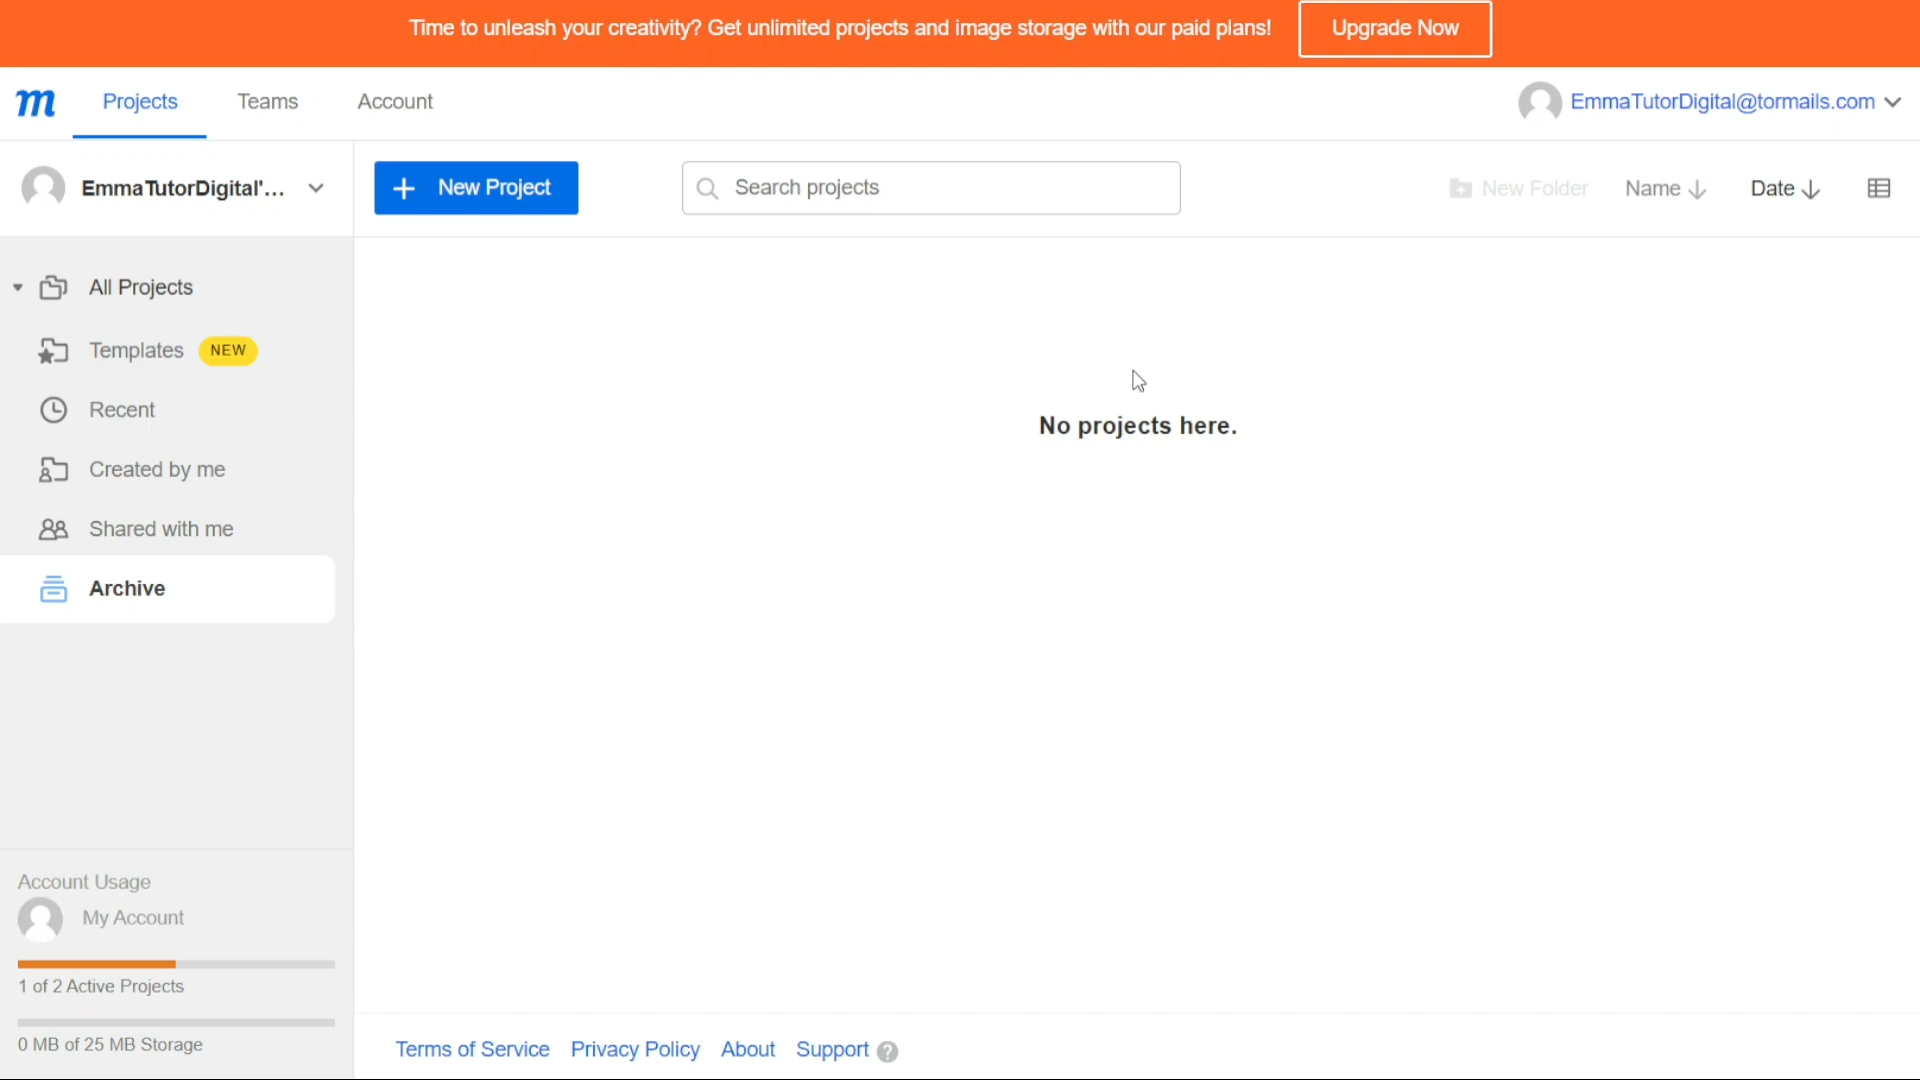 Time to unleash your creativity? Get unlimited projects and image storage with our paid plans! Upgrade Now
m Projects Teams Account EmmaTutorDigital@tormails.com
EmmaTutorDigital'... + New Project Search projects New Folder Name Date
All Projects
Templates NEW
Recent
Created by me
Shared with me
Archive
No projects here.
Account Usage
My Account
1 of 2 Active Projects
0 MB of 25 MB Storage
Terms of Service Privacy Policy About Support ?